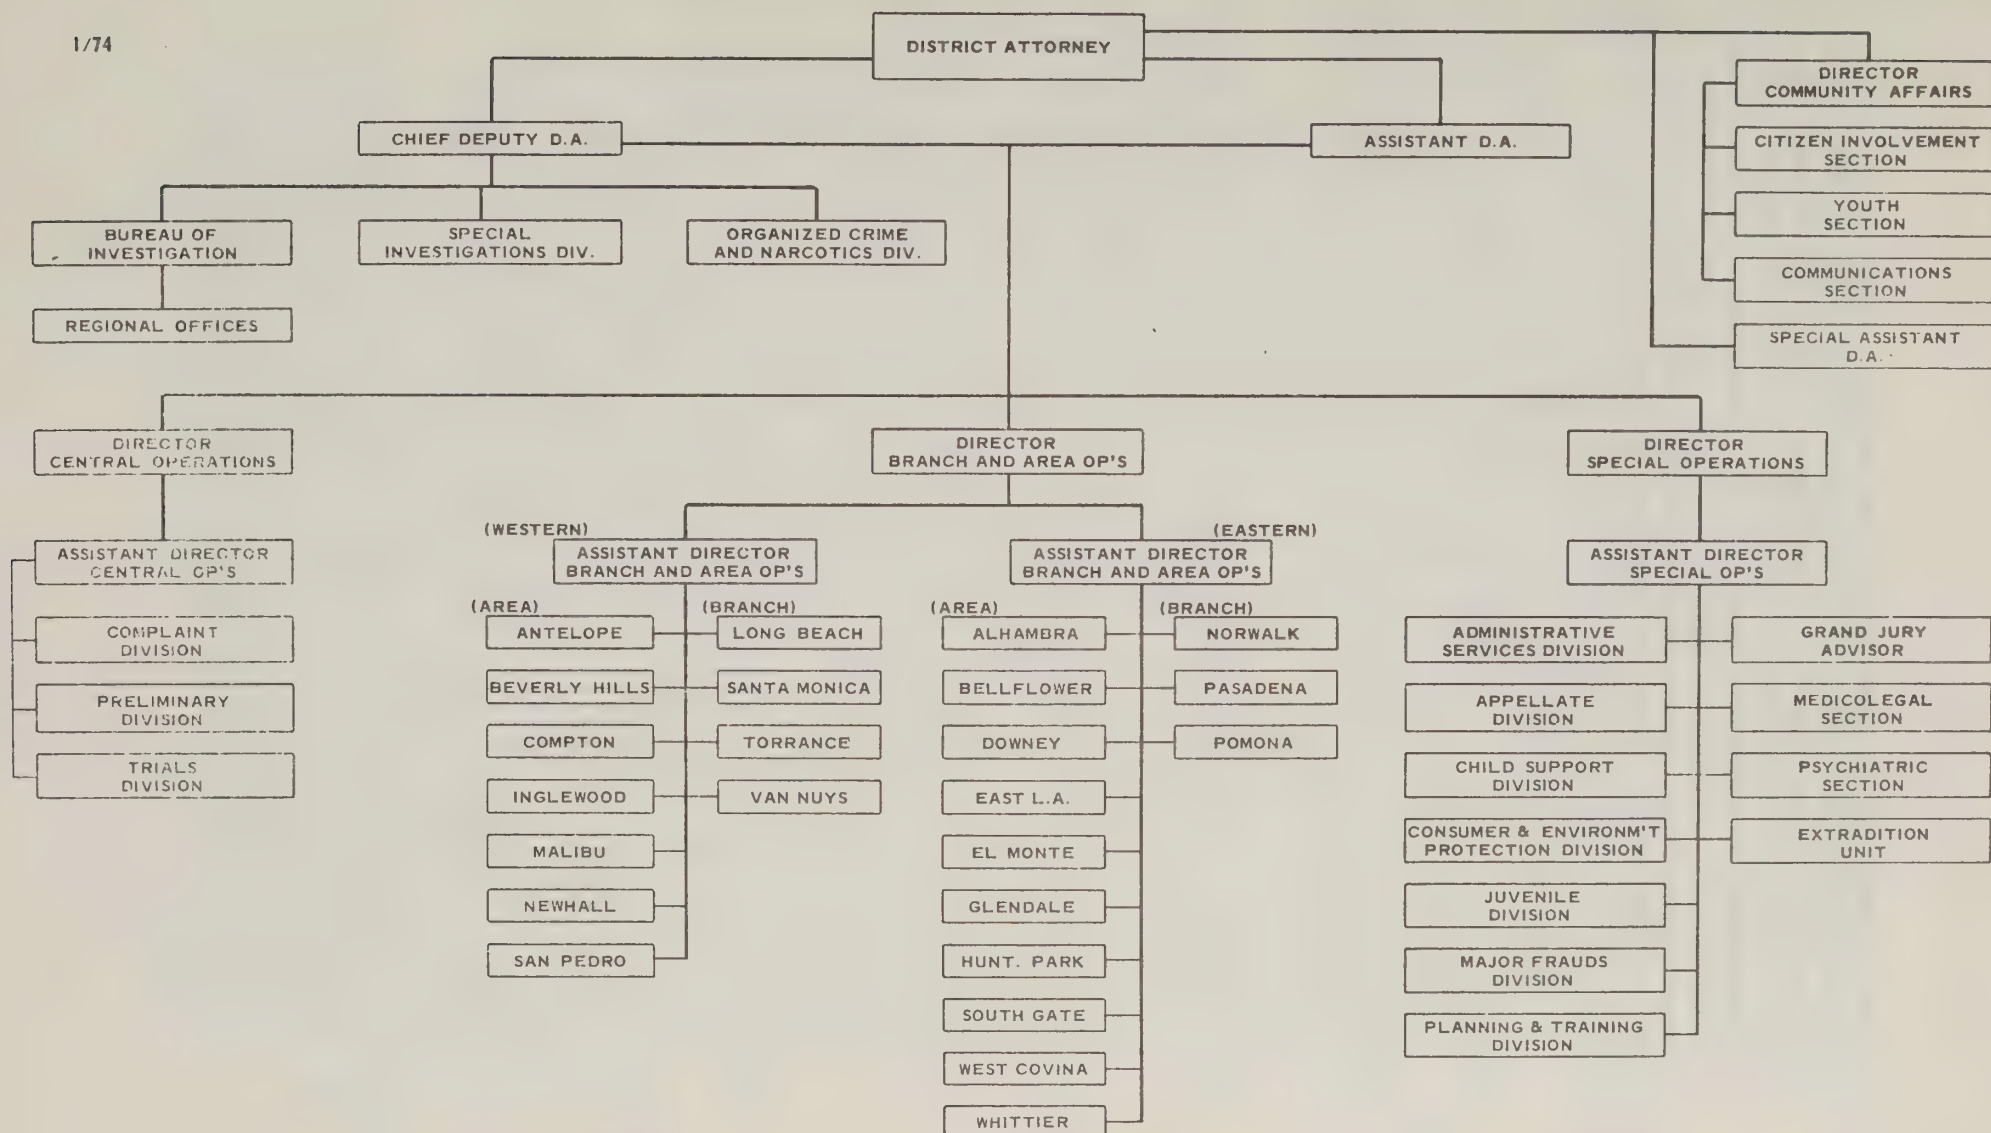 1/74
DISTRICT ATTORNEY
DIRECTOR
COMMUNITY AFFAIRS
CITIZEN INVOLVEMENT
SECTION
YOUTH
SECTION
COMMUNICATIONS
SECTION
SPECIAL ASSISTANT
D.A.
CHIEF DEPUTY D.A.
ASSISTANT D.A.
BUREAU OF
INVESTIGATION
SPECIAL
INVESTIGATIONS DIV.
ORGANIZED CRIME
AND NARCOTICS DIV.
REGIONAL OFFICES
DIRECTOR
CENTRAL OPERATIONS
DIRECTOR
BRANCH AND AREA OP'S
DIRECTOR
SPECIAL OPERATIONS
ASSISTANT DIRECTOR
CENTRAL OP'S
COMPLAINT
DIVISION
PRELIMINARY
DIVISION
TRIALS
DIVISION
(WESTERN)
ASSISTANT DIRECTOR
BRANCH AND AREA OP'S
(AREA)
ANTELOPE
BEVERLY HILLS
COMPTON
INGLEWOOD
MALIBU
NEWHALL
SAN PEDRO
(BRANCH)
LONG BEACH
SANTA MONICA
TORRANCE
VAN NUYS
(EASTERN)
ASSISTANT DIRECTOR
BRANCH AND AREA OP'S
(AREA)
ALHAMBRA
BELLFLOWER
DOWNEY
EAST L.A.
EL MONTE
GLENDALE
HUNT. PARK
SOUTH GATE
WEST COVINA
WHITTIER
(BRANCH)
NORWALK
PASADENA
POMONA
ASSISTANT DIRECTOR
SPECIAL OP'S
ADMINISTRATIVE
SERVICES DIVISION
APPELLATE
DIVISION
CHILD SUPPORT
DIVISION
CONSUMER & ENVIRONM'T
PROTECTION DIVISION
JUVENILE
DIVISION
MAJOR FRAUDS
DIVISION
PLANNING & TRAINING
DIVISION
GRAND JURY
ADVISOR
MEDICOLEGAL
SECTION
PSYCHIATRIC
SECTION
EXTRADITION
UNIT